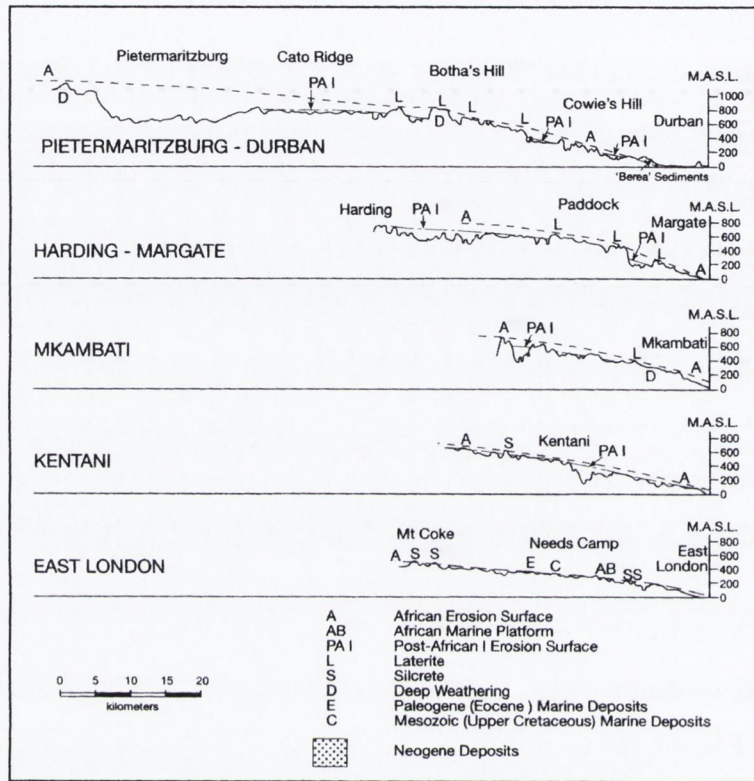 Pietermaritzburg
Cato Ridge
A
PA I
Botha's Hill
M.A.S.L.
D
L
L
L
L
D
Cowie's Hill
PA I
A
PA I
Durban
1000
800
600
400
200
0
PIETERMARITZBURG - DURBAN
'Berea' Sediments
Harding
PA I
A
Paddock
L
L
PA I
L
Margate
A
M.A.S.L.
800
600
400
200
0
HARDING - MARGATE
A
PA I
L
D
Mkambati
A
M.A.S.L.
800
600
400
200
0
MKAMBATI
A
S
Kentani
PA I
A
M.A.S.L.
800
600
400
200
0
KENTANI
Mt Coke
A
S
S
Needs Camp
E
C
AB
SS
East
London
M.A.S.L.
800
600
400
200
0
EAST LONDON
A African Erosion Surface
AB African Marine Platform
PA I Post-African I Erosion Surface
L Laterite
S Silcrete
D Deep Weathering
E Paleogene (Eocene ) Marine Deposits
C Mesozoic (Upper Cretaceous) Marine Deposits
Neogene Deposits
0 5 10 15 20
kilometers